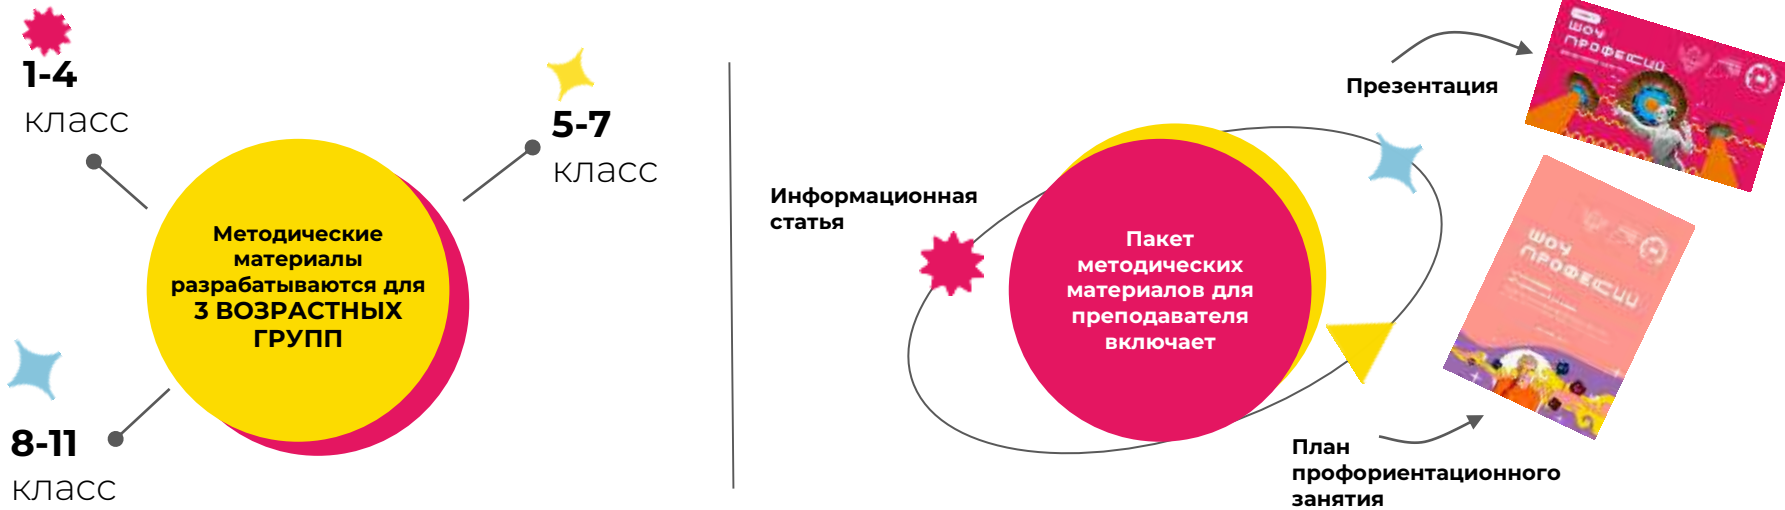 1-4
класс
5-7
класс
Методические
материалы
разрабатываются для
3 ВОЗРАСТНЫХ
ГРУПП
8-11
класс
Информационная
статья
Пакет
методических
материалов для
преподавателя
включает
Презентация
ШОУ
ПРОФЕССИЙ
ШОУ
ПРОФЕССИЙ
План
профориентационного
занятия